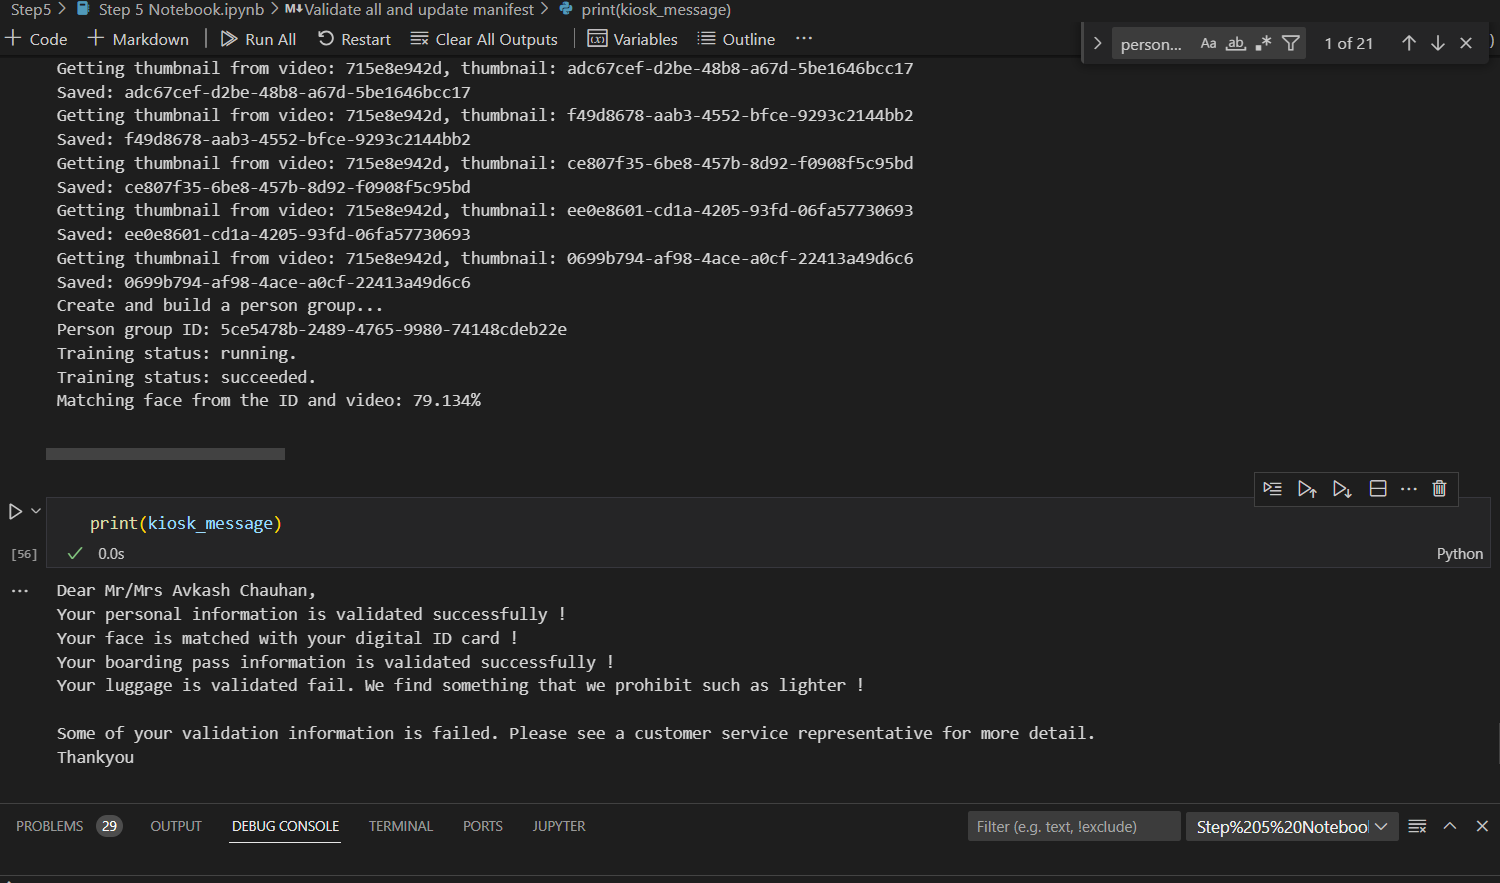 Step5 > Step 5 Notebook.ipynb > M↓Validate all and update manifest > print(kiosk_message)
+ Code + Markdown | Run All Restart Clear All Outputs | Variables Outline ...
person... Aa ab, .* 1 of 21
Getting thumbnail from video: 715e8e942d, thumbnail: adc67cef-d2be-48b8-a67d-5be1646bcc17
Saved: adc67cef-d2be-48b8-a67d-5be1646bcc17
Getting thumbnail from video: 715e8e942d, thumbnail: f49d8678-aab3-4552-bfce-9293c2144bb2
Saved: f49d8678-aab3-4552-bfce-9293c2144bb2
Getting thumbnail from video: 715e8e942d, thumbnail: ce807f35-6be8-457b-8d92-f0908f5c95bd
Saved: ce807f35-6be8-457b-8d92-f0908f5c95bd
Getting thumbnail from video: 715e8e942d, thumbnail: ee0e8601-cd1a-4205-93fd-06fa57730693
Saved: ee0e8601-cd1a-4205-93fd-06fa57730693
Getting thumbnail from video: 715e8e942d, thumbnail: 0699b794-af98-4ace-a0cf-22413a49d6c6
Saved: 0699b794-af98-4ace-a0cf-22413a49d6c6
Create and build a person group...
Person group ID: 5ce5478b-2489-4765-9980-74148cdeb22e
Training status: running.
Training status: succeeded.
Matching face from the ID and video: 79.134%
print(kiosk_message)
[56] 0.0s Python
Dear Mr/Mrs Avkash Chauhan,
Your personal information is validated successfully !
Your face is matched with your digital ID card !
Your boarding pass information is validated successfully !
Your luggage is validated fail. We find something that we prohibit such as lighter !
Some of your validation information is failed. Please see a customer service representative for more detail.
Thankyou
PROBLEMS 29 OUTPUT DEBUG CONSOLE TERMINAL PORTS JUPYTER Filter (e.g. text, !exclude) Step%205%20Noteboo